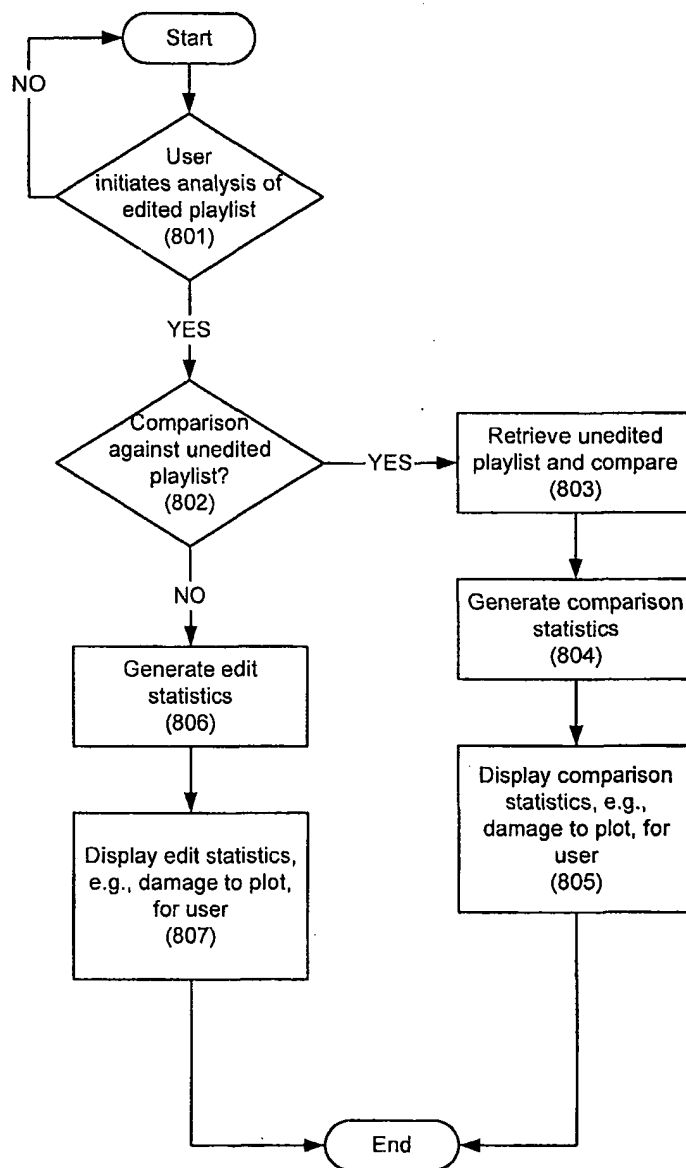 Start
NO
User
initiates analysis of
edited playlist
(801)
YES
Comparison
against unedited
playlist?
(802)
YES
Retrieve unedited
playlist and compare
(803)
NO
Generate comparison
statistics
(804)
Generate edit
statistics
(806)
Display comparison
statistics, e.g.,
damage to plot, for
user
(805)
Display edit statistics,
e.g., damage to plot,
for user
(807)
End